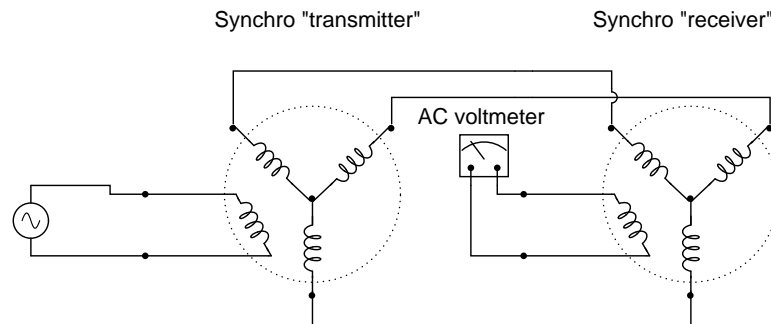 Synchro "transmitter"
Synchro "receiver"
AC voltmeter